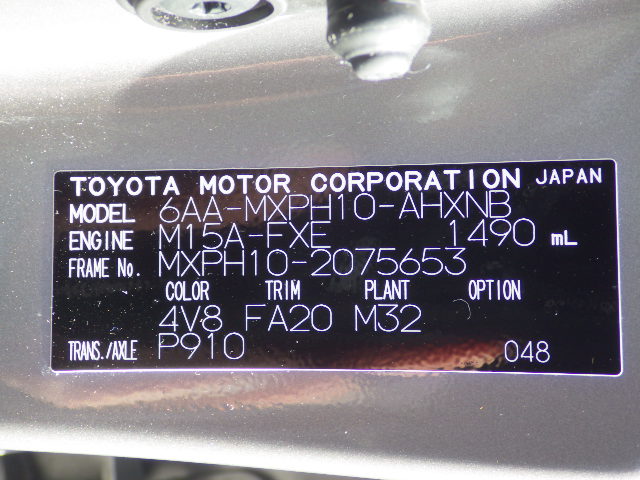 TOYOTA MOTOR CORPORATION JAPAN
MODEL 6AA-MXPH10-AHXNB
ENGINE M15A-FXE 1490 mL
FRAME No. MXPH10-2075653
COLOR TRIM PLANT OPTION
4V8 FA20 M32
TRANS./AXLE P910 048